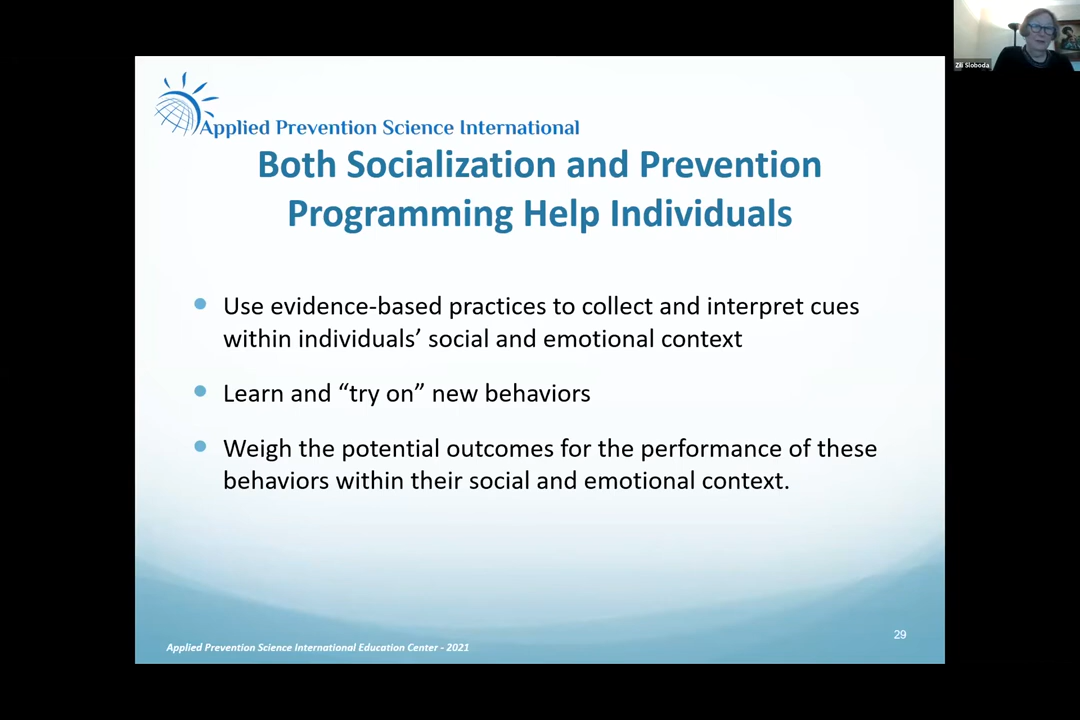 Zili Sloboda
Applied Prevention Science International
Both Socialization and Prevention
Programming Help Individuals
Use evidence-based practices to collect and interpret cues
within individuals’ social and emotional context
Learn and “try on” new behaviors
Weigh the potential outcomes for the performance of these
behaviors within their social and emotional context.
29
Applied Prevention Science International Education Center - 2021